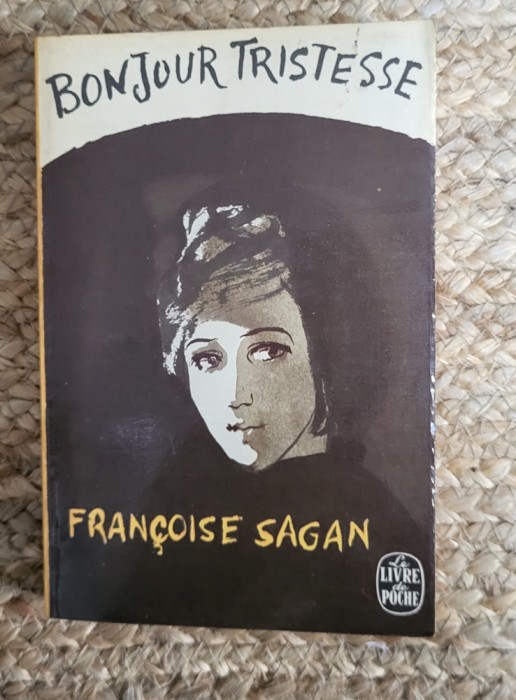 BONJOUR TRISTESSE
FRANÇOISE SAGAN
Le
LIVRE
de
POCHE